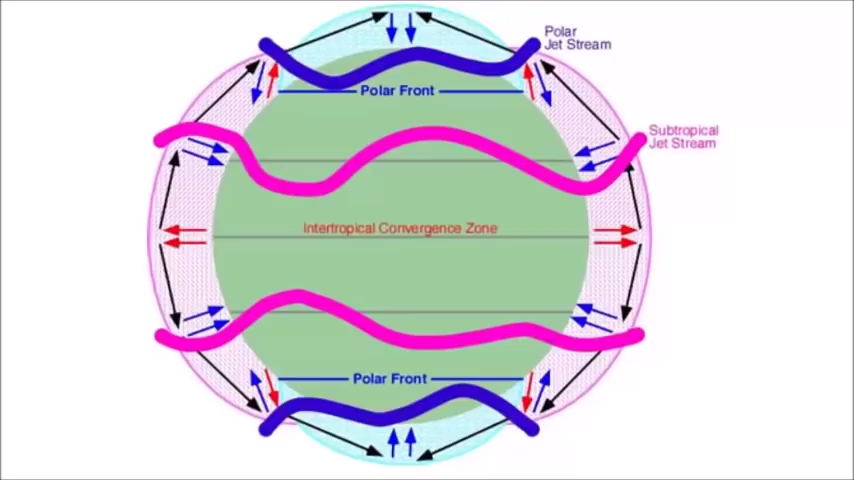 Polar
Jet Stream
Polar Front
Subtropical
Jet Stream
Intertropical Convergence Zone
Polar Front